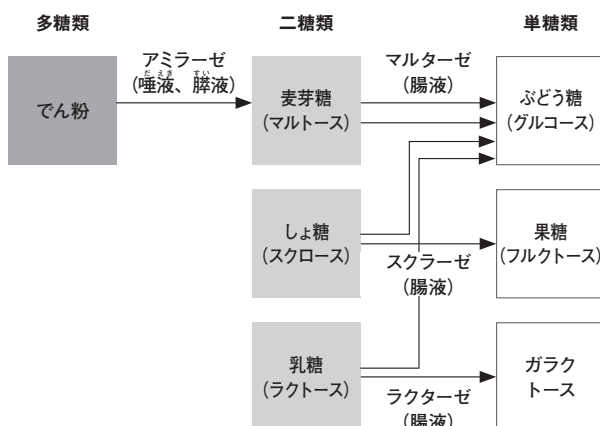 多糖類
二糖類
単糖類
でん粉
アミラーゼ
だえき すい
(唾液、膵液)
麦芽糖
(マルトース)
マルターゼ
(腸液)
ぶどう糖
(グルコース)
しょ糖
(スクロース)
スクラーゼ
(腸液)
果糖
(フルクトース)
乳糖
(ラクトース)
ラクターゼ
(腸液)
ガラク
トース